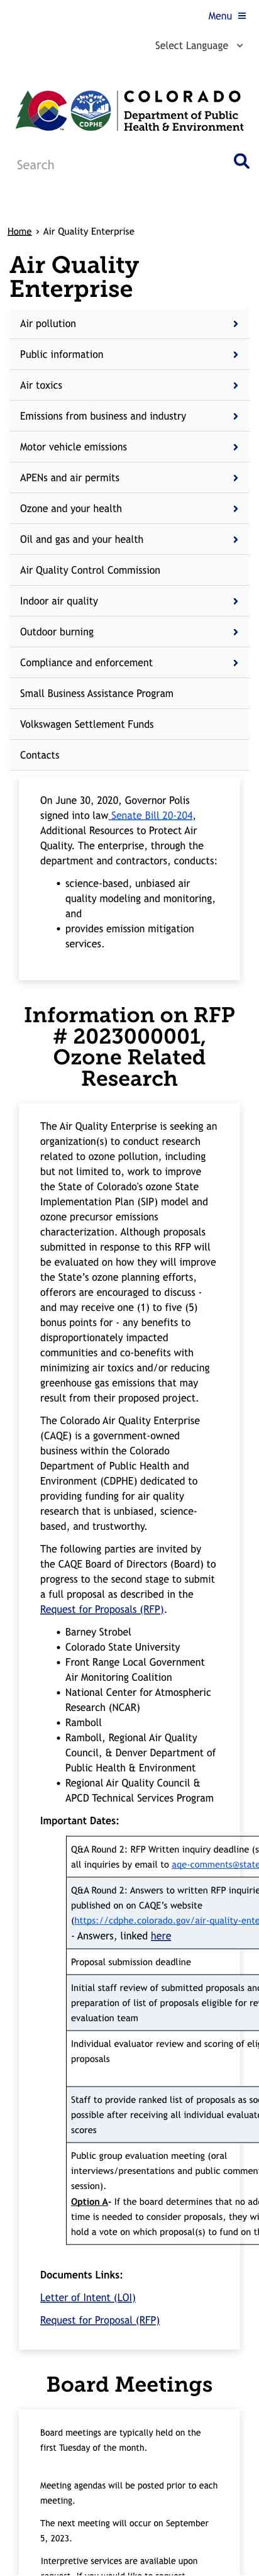 Menu
Select Language
COLORADO
Department of Public
Health & Environment
CDPHE
Search
Home › Air Quality Enterprise
Air Quality
Enterprise
Air pollution
Public information
Air toxics
Emissions from business and industry
Motor vehicle emissions
APENs and air permits
Ozone and your health
Oil and gas and your health
Air Quality Control Commission
Indoor air quality
Outdoor burning
Compliance and enforcement
Small Business Assistance Program
Volkswagen Settlement Funds
Contacts
On June 30, 2020, Governor Polis
signed into law Senate Bill 20-204,
Additional Resources to Protect Air
Quality. The enterprise, through the
department and contractors, conducts:
• science-based, unbiased air
quality modeling and monitoring,
and
• provides emission mitigation
services.
Information on RFP
# 2023000001,
Ozone Related
Research
The Air Quality Enterprise is seeking an
organization(s) to conduct research
related to ozone pollution, including
but not limited to, work to improve
the State of Colorado's ozone State
Implementation Plan (SIP) model and
ozone precursor emissions
characterization. Although proposals
submitted in response to this RFP will
be evaluated on how they will improve
the State's ozone planning efforts,
offerors are encouraged to discuss -
and may receive one (1) to five (5)
bonus points for - any benefits to
disproportionately impacted
communities and co-benefits with
minimizing air toxics and/or reducing
greenhouse gas emissions that may
result from their proposed project.
The Colorado Air Quality Enterprise
(CAQE) is a government-owned
business within the Colorado
Department of Public Health and
Environment (CDPHE) dedicated to
providing funding for air quality
research that is unbiased, science-
based, and trustworthy.
The following parties are invited by
the CAQE Board of Directors (Board) to
progress to the second stage to submit
a full proposal as described in the
Request for Proposals (RFP).
• Barney Strobel
• Colorado State University
• Front Range Local Government
Air Monitoring Coalition
• National Center for Atmospheric
Research (NCAR)
• Ramboll
• Ramboll, Regional Air Quality
Council, & Denver Department of
Public Health & Environment
• Regional Air Quality Council &
APCD Technical Services Program
Important Dates:
Q&A Round 2: RFP Written inquiry deadline (s
all inquiries by email to aqe-comments@state
Q&A Round 2: Answers to written RFP inquirie
published on on CAQE's website
(https://cdphe.colorado.gov/air-quality-ente
- Answers, linked here
Proposal submission deadline
Initial staff review of submitted proposals and
preparation of list of proposals eligible for re
evaluation team
Individual evaluator review and scoring of eli
proposals
Staff to provide ranked list of proposals as so
possible after receiving all individual evaluat
scores
Public group evaluation meeting (oral
interviews/presentations and public commen
session).
Option A- If the board determines that no ad
time is needed to consider proposals, they wi
hold a vote on which proposal(s) to fund on t
Documents Links:
Letter of Intent (LOI)
Request for Proposal (RFP)
Board Meetings
Board meetings are typically held on the
first Tuesday of the month.
Meeting agendas will be posted prior to each
meeting.
The next meeting will occur on September
5, 2023.
Interpretive services are available upon